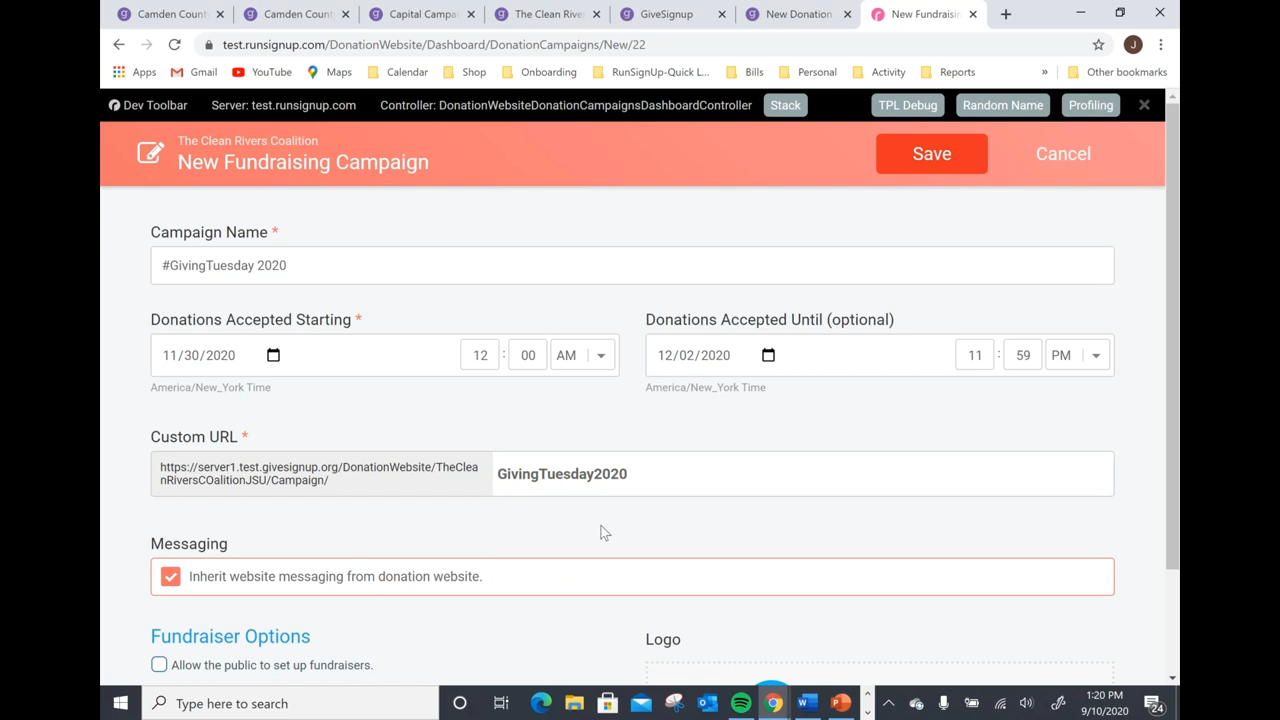 Camden Count
Camden Count
Capital Campa
The Clean Rive
GiveSignup
New Donation
New Fundraisin
test.runsignup.com/DonationWebsite/Dashboard/DonationCampaigns/New/22
J
Apps
Gmail
YouTube
Maps
Calendar
Shop
Onboarding
RunSignUp-Quick L...
Bills
Personal
Activity
Reports
»
Other bookmarks
Dev Toolbar
Server: test.runsignup.com
Controller: DonationWebsiteDonationCampaignsDashboardController
Stack
TPL Debug
Random Name
Profiling
The Clean Rivers Coalition
New Fundraising Campaign
Save
Cancel
Campaign Name *
#GivingTuesday 2020
Donations Accepted Starting *
11/30/2020
12 : 00 AM
America/New_York Time
Donations Accepted Until (optional)
12/02/2020
11 : 59 PM
America/New_York Time
Custom URL *
https://server1.test.givesignup.org/DonationWebsite/TheClea
nRiversCOalitionJSU/Campaign/
GivingTuesday2020
Messaging
Inherit website messaging from donation website.
Fundraiser Options
Allow the public to set up fundraisers.
Logo
Type here to search
1:20 PM
9/10/2020
24